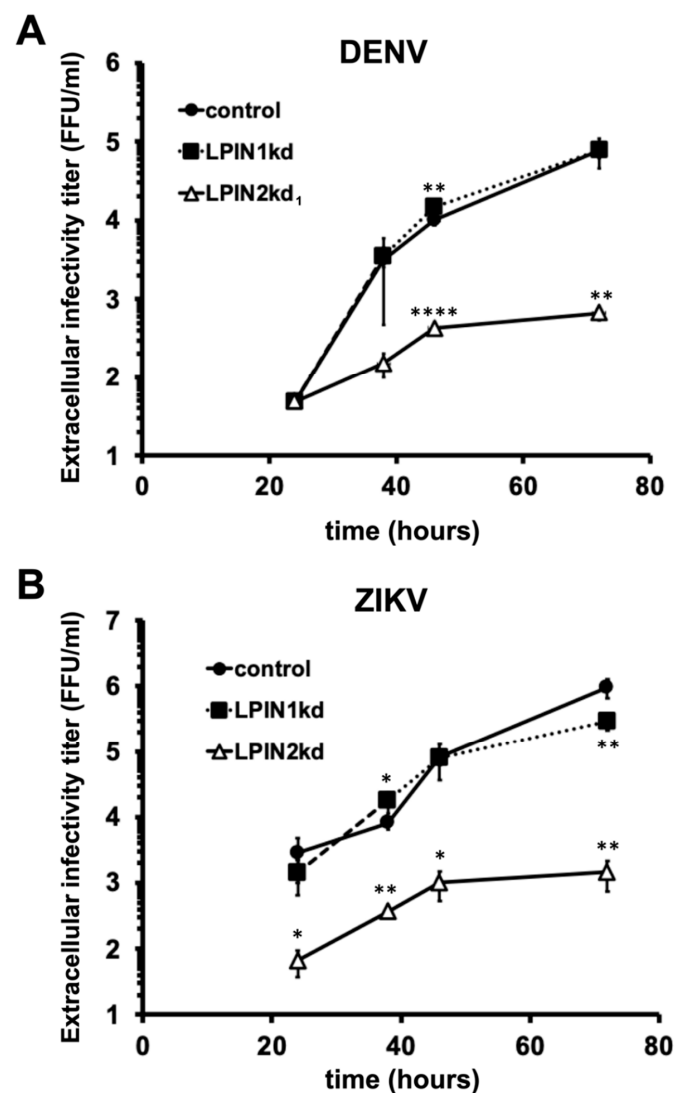 A
DENV
Extracellular infectivity titer (FFU/ml)
6
5
4
3
2
1
control
LPIN1kd
LPIN2kd1
**
****
**
0
20
40
60
80
time (hours)
B
ZIKV
Extracellular infectivity titer (FFU/ml)
7
6
5
4
3
2
1
control
LPIN1kd
LPIN2kd
*
**
*
**
*
**
0
20
40
60
80
time (hours)